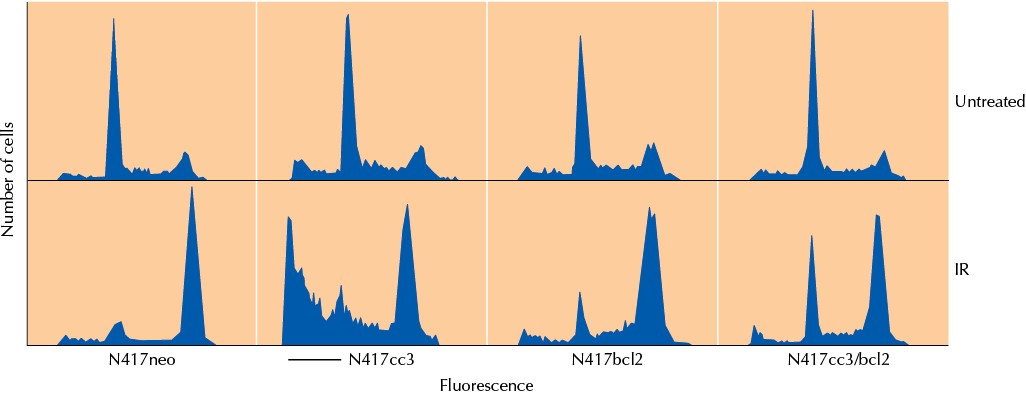 Number of cells
Untreated
IR
N417neo
N417cc3
N417bcl2
N417cc3/bcl2
Fluorescence